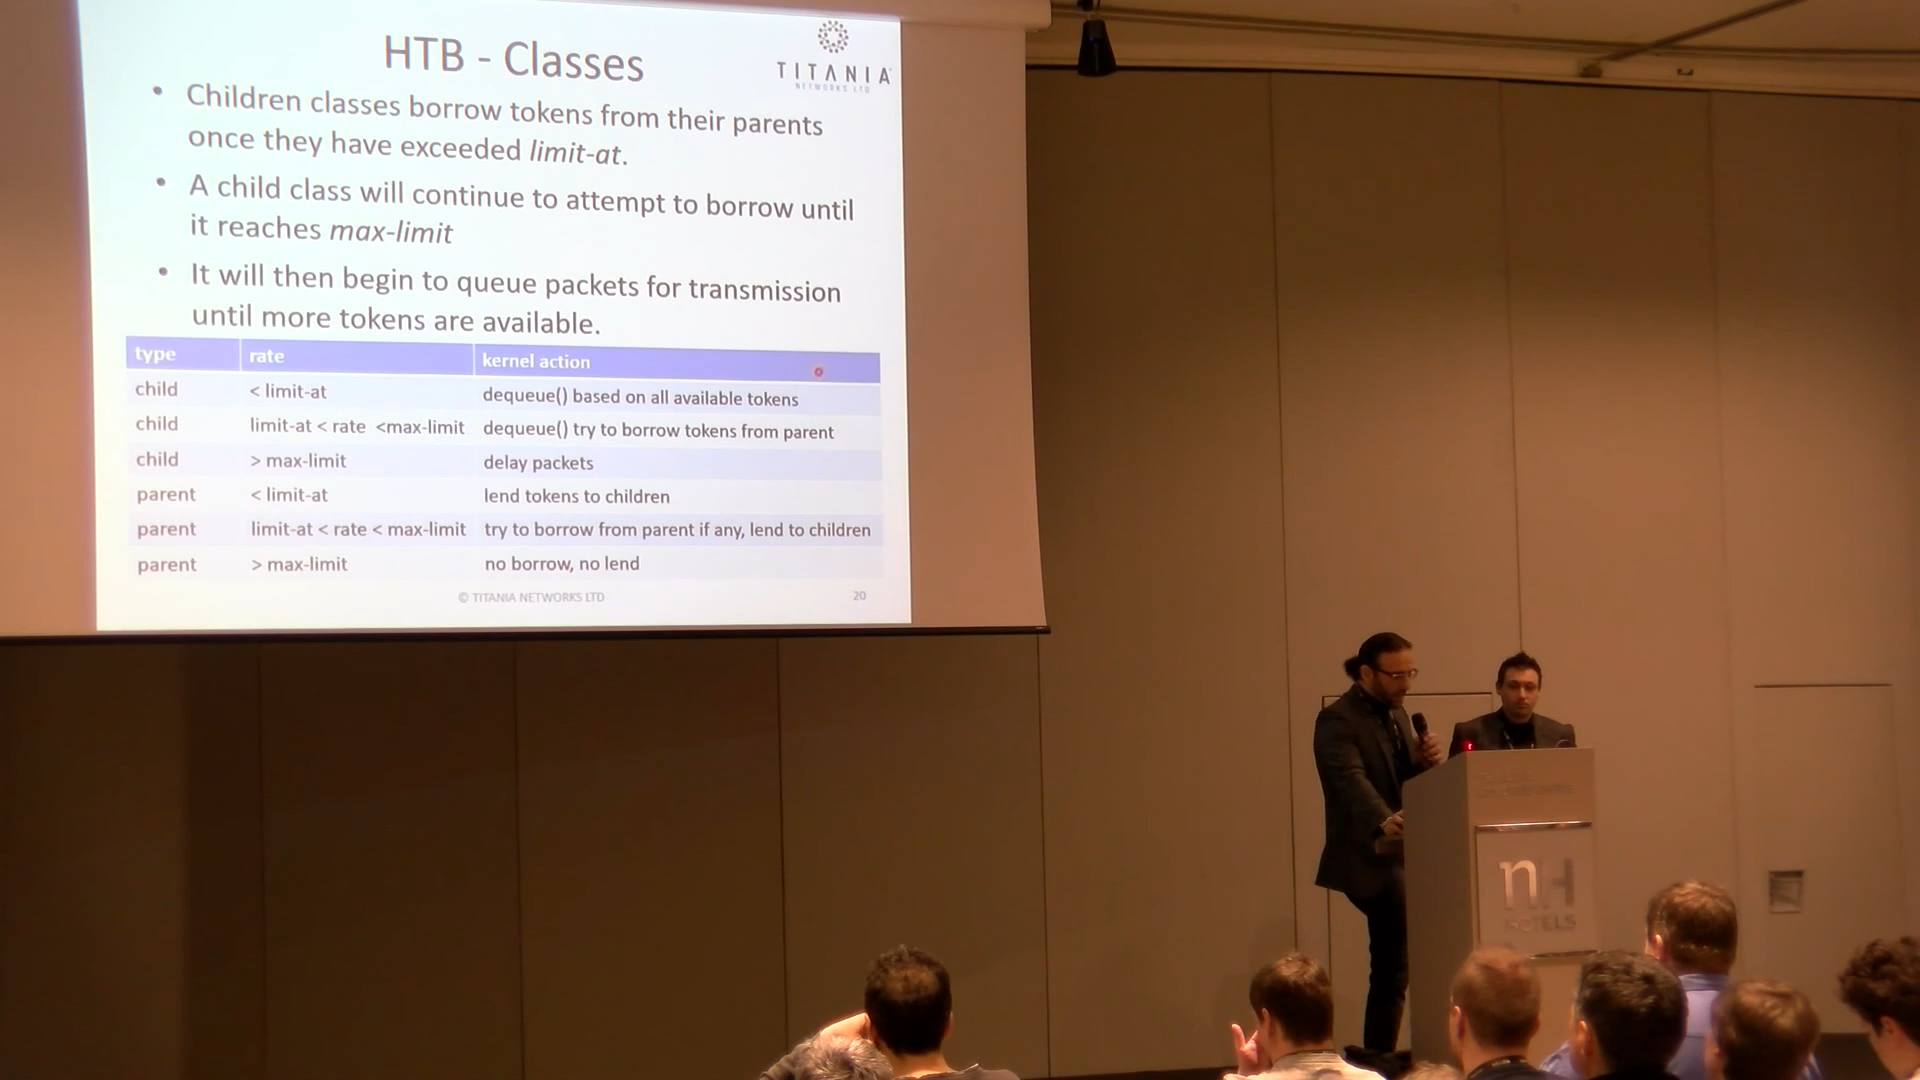 HTB - Classes
TITANIA
NETWORKS LTD
• Children classes borrow tokens from their parents
once they have exceeded limit-at.
• A child class will continue to attempt to borrow until
it reaches max-limit
• It will then begin to queue packets for transmission
until more tokens are available.
type rate kernel action
child < limit-at dequeue() based on all available tokens
child limit-at < rate <max-limit dequeue() try to borrow tokens from parent
child > max-limit delay packets
parent < limit-at lend tokens to children
parent limit-at < rate < max-limit try to borrow from parent if any, lend to children
parent > max-limit no borrow, no lend
© TITANIA NETWORKS LTD 20
nH
HOTELS